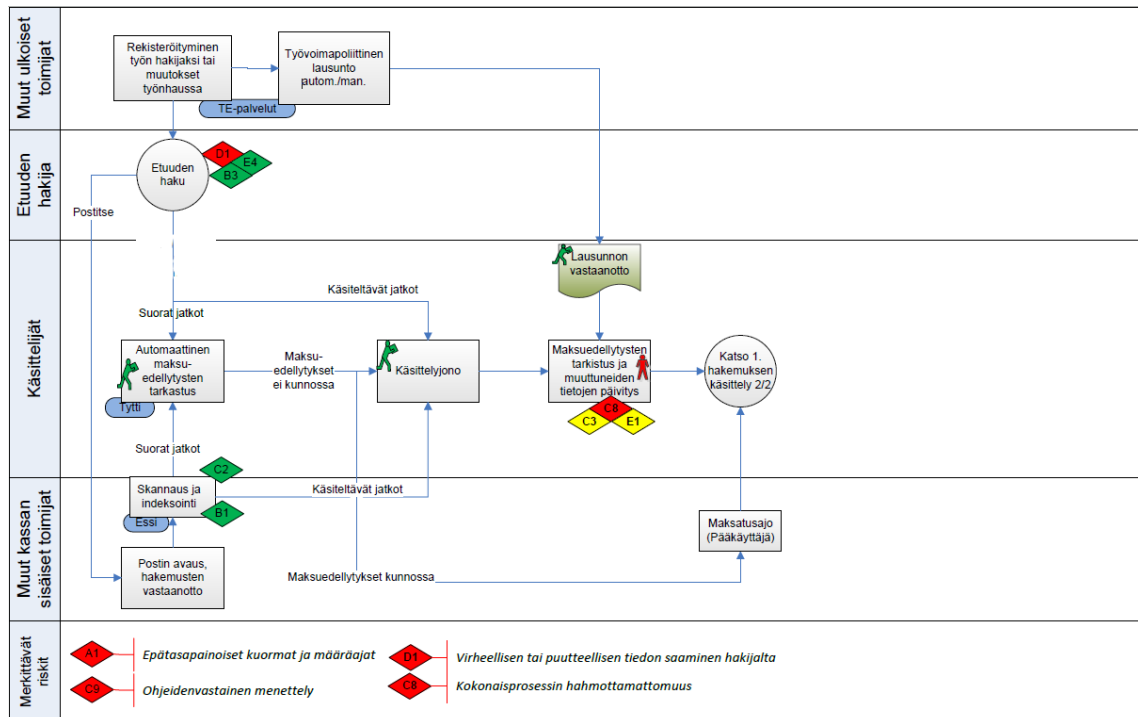 Muut ulkoiset
toimijat
Rekisteröityminen
työn hakijaksi tai
muutokset
työnhaussa
TE-palvelut
Työvoimapoliittinen
lausunto
autom./man.
Etuuden
hakija
Etuuden
haku
D1
E4
B3
Postitse
Käsittelijät
Lausunnon
vastaanotto
Käsiteltävät jatkot
Suorat jatkot
Automaattinen
maksu-
edellytysten
tarkastus
Tytti
Maksu-
edellytykset
ei kunnossa
Käsittelyjono
Maksuedellytysten
tarkistus ja
muuttuneiden
tietojen päivitys
C8
C3
E1
Katso 1.
hakemuksen
käsittely 2/2
Suorat jatkot
C2
Muut kassan
sisäiset toimijat
Skannaus ja
indeksointi
Essi
B1
Käsiteltävät jatkot
Maksatusajo
(Pääkäyttäjä)
Postin avaus,
hakemusten
vastaanotto
Maksuedellytykset kunnossa
Merkittävät
riskit
A1
Epätasapainoiset kuormat ja määräajat
D1
Virheellisen tai puutteellisen tiedon saaminen hakijalta
C9
Ohjeidenvastainen menettely
C8
Kokonaisprosessin hahmottamattomuus